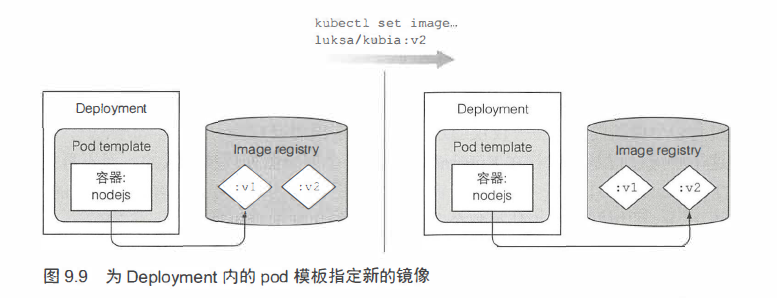 kubectl set image…
luksa/kubia:v2
Deployment
Pod template
容器:
nodejs
Image registry
:v1
:v2
Deployment
Pod template
容器:
nodejs
Image registry
:v1
:v2
图 9.9 为 Deployment 内的 pod 模板指定新的镜像